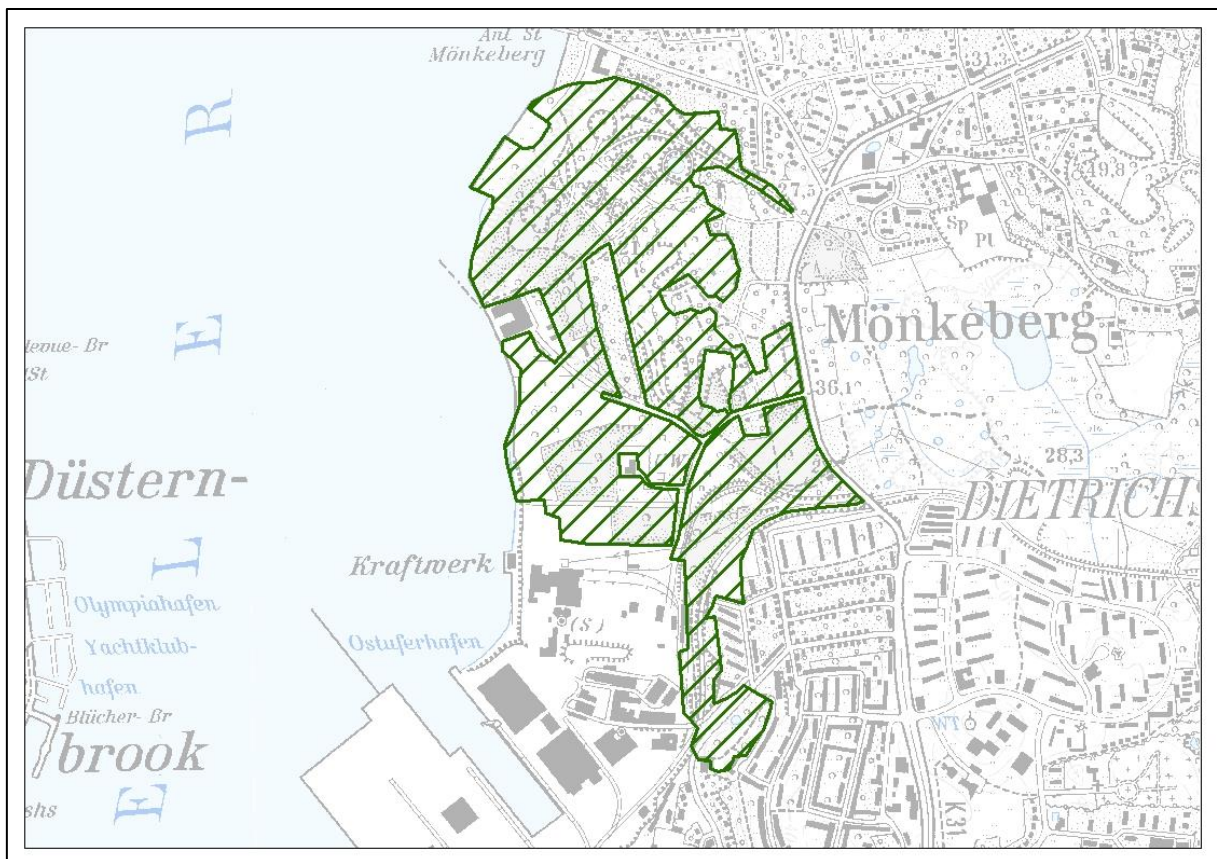 Anl St
Mönkeberg
31,3
R
49,8
27,5
Sp Pl
E
Mönkeberg
36,1
28,3
W
Düstern-
DIETRICHS
L
Kraftwerk
Olympiahafen
Yachtklub-
hafen
(S)
Ostuferhafen
Blücher-Br
brook
WT
E
K31